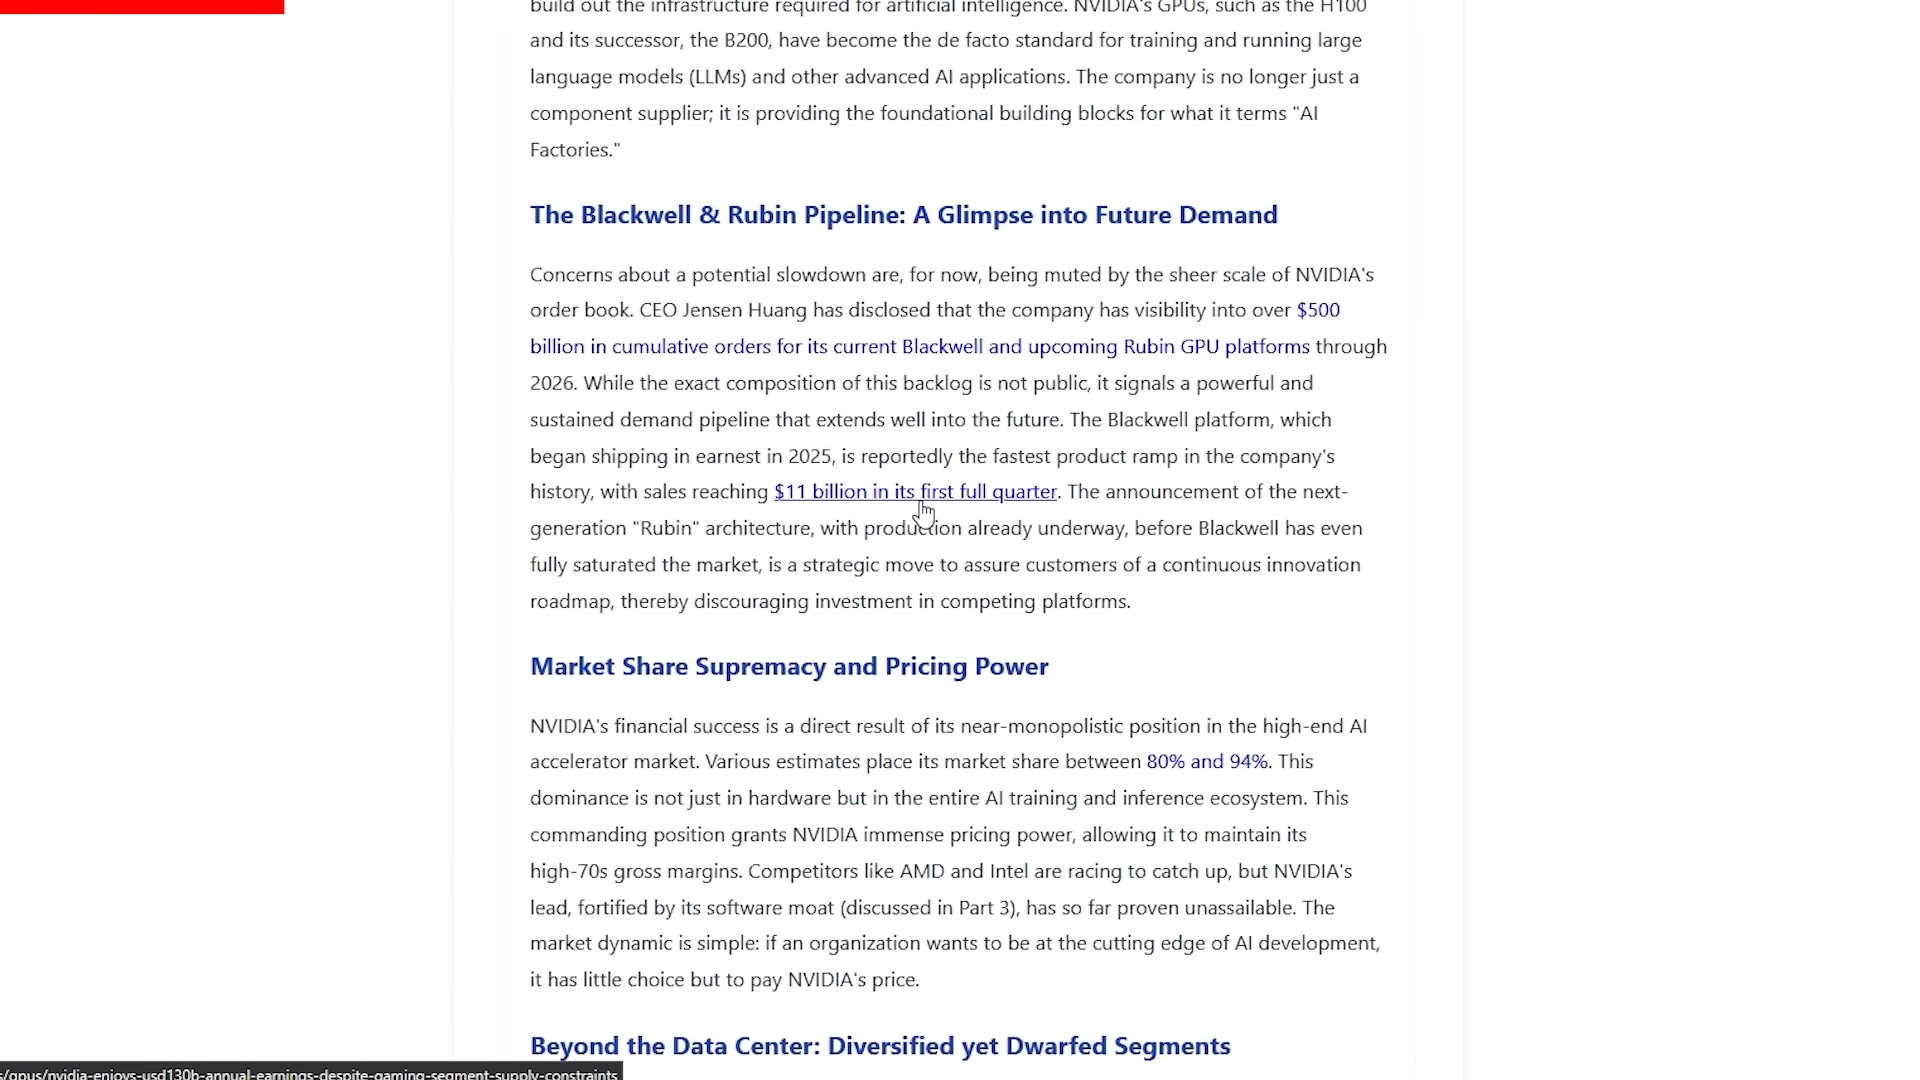 build out the infrastructure required for artificial intelligence. NVIDIA's GPUs, such as the H100
and its successor, the B200, have become the de facto standard for training and running large
language models (LLMs) and other advanced AI applications. The company is no longer just a
component supplier; it is providing the foundational building blocks for what it terms "AI
Factories."
The Blackwell & Rubin Pipeline: A Glimpse into Future Demand
Concerns about a potential slowdown are, for now, being muted by the sheer scale of NVIDIA's
order book. CEO Jensen Huang has disclosed that the company has visibility into over $500
billion in cumulative orders for its current Blackwell and upcoming Rubin GPU platforms through
2026. While the exact composition of this backlog is not public, it signals a powerful and
sustained demand pipeline that extends well into the future. The Blackwell platform, which
began shipping in earnest in 2025, is reportedly the fastest product ramp in the company's
history, with sales reaching $11 billion in its first full quarter. The announcement of the next-
generation "Rubin" architecture, with production already underway, before Blackwell has even
fully saturated the market, is a strategic move to assure customers of a continuous innovation
roadmap, thereby discouraging investment in competing platforms.
Market Share Supremacy and Pricing Power
NVIDIA's financial success is a direct result of its near-monopolistic position in the high-end AI
accelerator market. Various estimates place its market share between 80% and 94%. This
dominance is not just in hardware but in the entire AI training and inference ecosystem. This
commanding position grants NVIDIA immense pricing power, allowing it to maintain its
high-70s gross margins. Competitors like AMD and Intel are racing to catch up, but NVIDIA's
lead, fortified by its software moat (discussed in Part 3), has so far proven unassailable. The
market dynamic is simple: if an organization wants to be at the cutting edge of AI development,
it has little choice but to pay NVIDIA's price.
Beyond the Data Center: Diversified yet Dwarfed Segments
s/gpus/nvidia-enjoys-usd130b-annual-earnings-despite-gaming-segment-supply-constraints